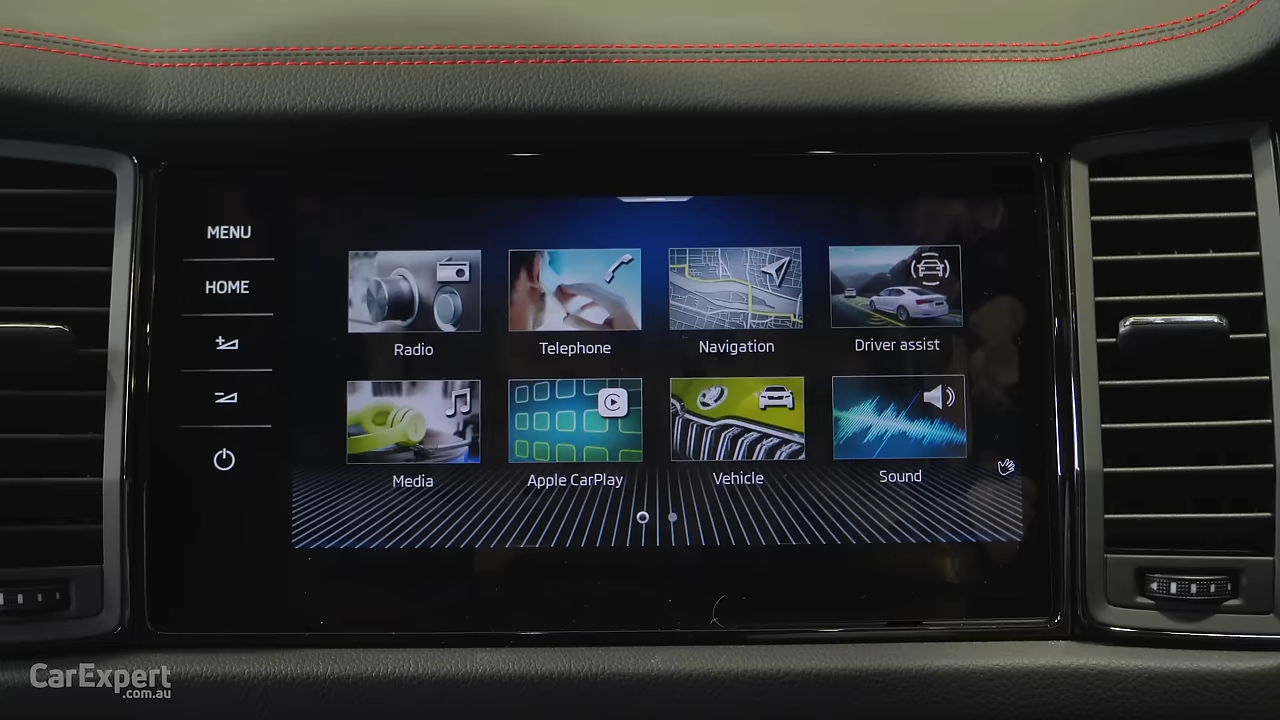 MENU
HOME
Radio
Telephone
Navigation
Driver assist
Media
Apple CarPlay
Vehicle
Sound
CarExpert
.com.au